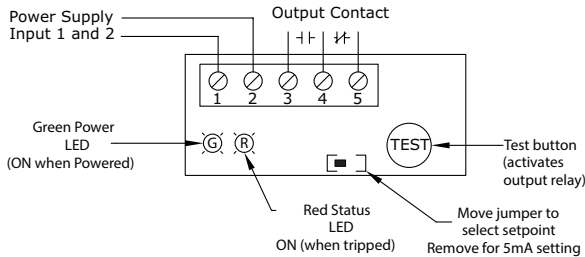 Power Supply
Input 1 and 2
Output Contact
1 2 3 4 5
Green Power
LED
(ON when Powered)
G R
TEST
Test button
(activates
output relay)
Red Status
LED
ON (when tripped)
Move jumper to
select setpoint
Remove for 5mA setting